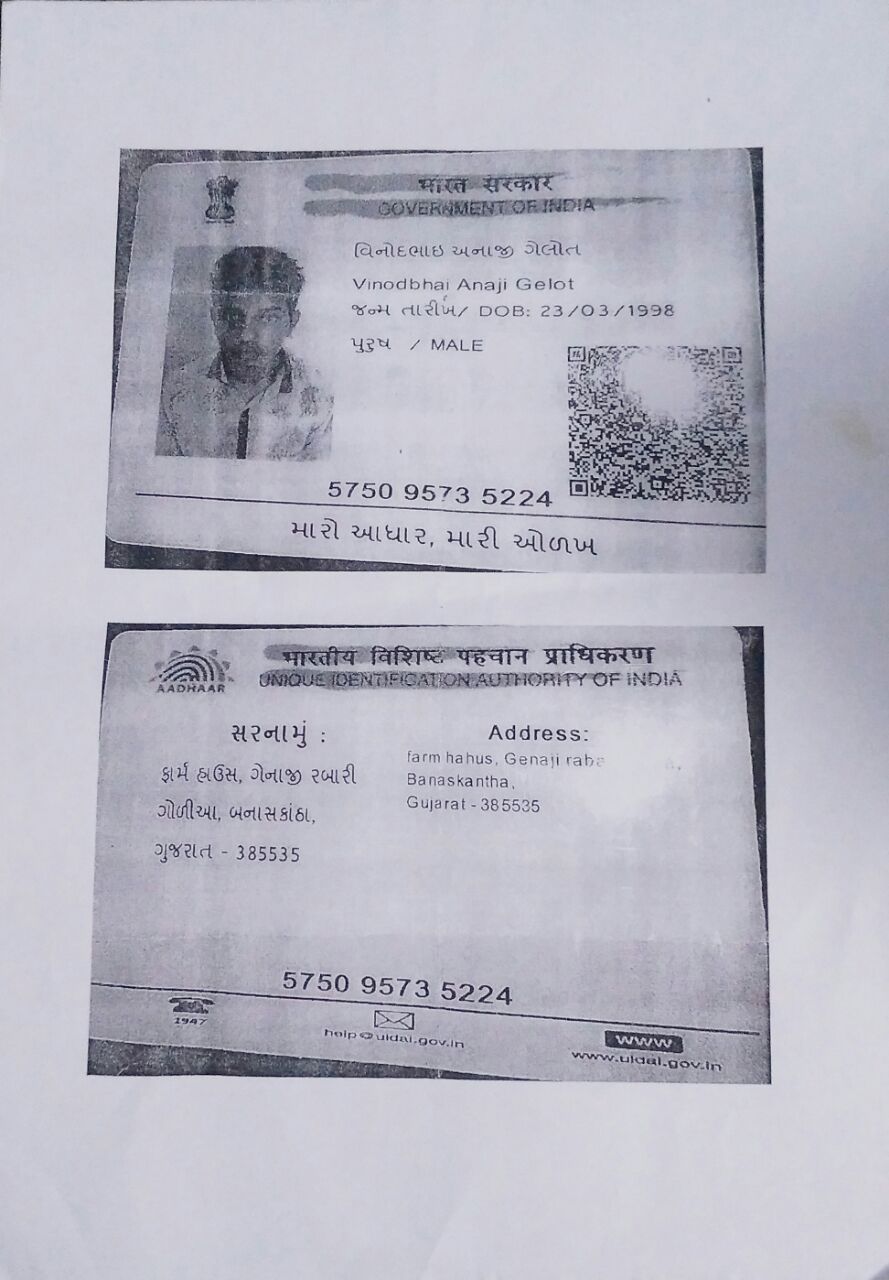 भारत सरकार
GOVERNMENT OF INDIA
વિનોદભાઇ અનાજી ગેલોત
Vinodbhai Anaji Gelot
જન્મ તારીખ/ DOB: 23/03/1998
પુરુષ / MALE
5750 9573 5224
મારો આધાર, મારી ઓળખ
भारतीय विशिष्ट पहचान प्राधिकरण
UNIQUE IDENTIFICATION AUTHORITY OF INDIA
AADHAAR
સરનામું :
ફાર્મ હાઉસ, ગેનાજી રબારી
ગોળીઆ, બનાસકાંઠા,
ગુજરાત - 385535
Address:
farm hahus, Genaji
Banaskantha,
Gujarat - 385535
5750 9573 5224
1947
help@uidai.gov.in
www
www.uidai.gov.in